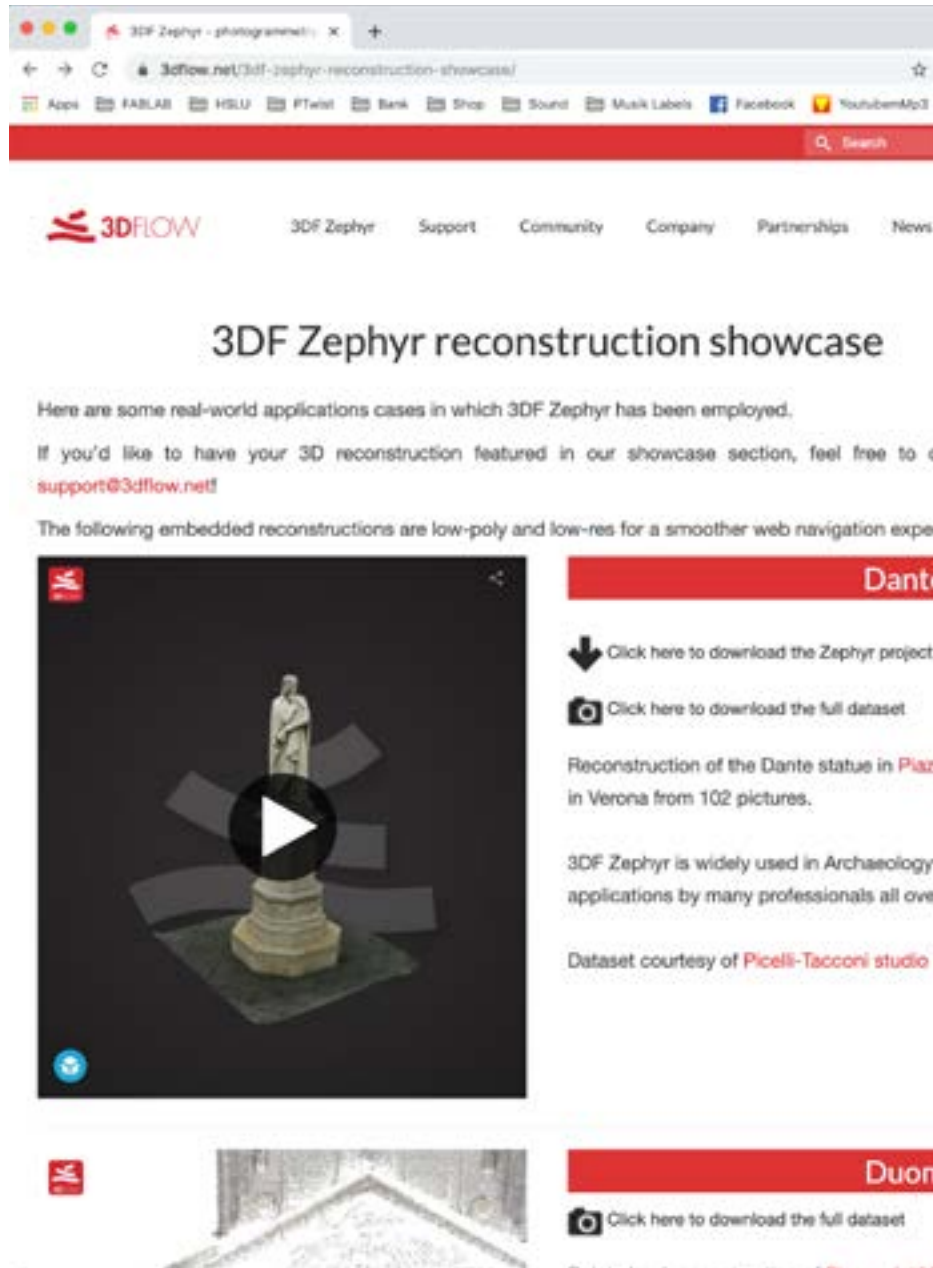 3DF Zephyr - photogrammetri
3dflow.net/3df-zephyr-reconstruction-showcase/
Apps FABLAB HSLU PTwist Bank Shop Sound Musik Labels Facebook YoutubemMp3
Search
3DFLOW
3DF Zephyr Support Community Company Partnerships News
3DF Zephyr reconstruction showcase
Here are some real-world applications cases in which 3DF Zephyr has been employed.
If you'd like to have your 3D reconstruction featured in our showcase section, feel free to
support@3dflow.net!
The following embedded reconstructions are low-poly and low-res for a smoother web navigation expe
Dante
Click here to download the Zephyr project
Click here to download the full dataset
Reconstruction of the Dante statue in Piaz
in Verona from 102 pictures.
3DF Zephyr is widely used in Archaeology
applications by many professionals all ove
Dataset courtesy of Picelli-Tacconi studio
Duom
Click here to download the full dataset